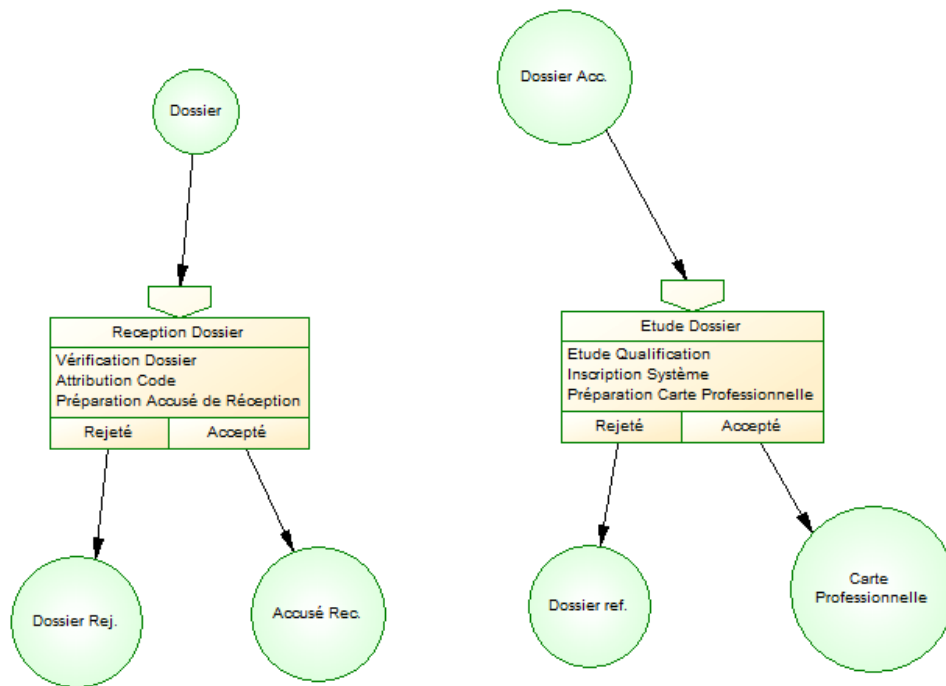 Dossier
Reception Dossier
Vérification Dossier
Attribution Code
Préparation Accusé de Réception
Rejeté
Accepté
Dossier Rej.
Accusé Rec.
Dossier Acc.
Etude Dossier
Etude Qualification
Inscription Système
Préparation Carte Professionnelle
Rejeté
Accepté
Dossier ref.
Carte
Professionnelle